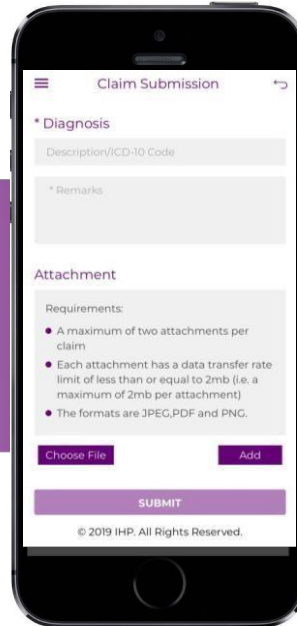 Claim Submission
* Diagnosis
Description/ICD-10 Code
* Remarks
Attachment
Requirements:
A maximum of two attachments per
claim
Each attachment has a data transfer rate
limit of less than or equal to 2mb (i.e. a
maximum of 2mb per attachment)
The formats are JPEG,PDF and PNG.
Choose File
Add
SUBMIT
© 2019 IHP. All Rights Reserved.